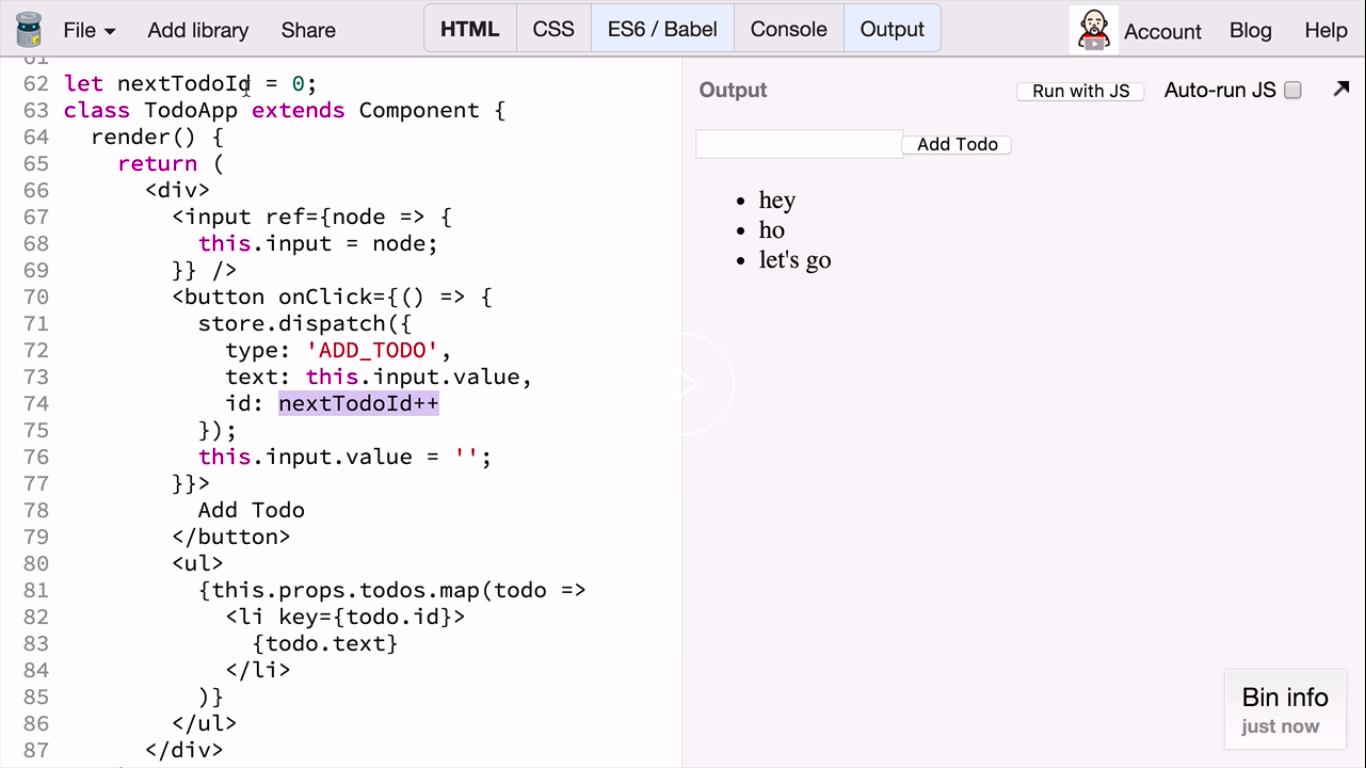 File Add library Share HTML CSS ES6 / Babel Console Output Account Blog Help
61
62 let nextTodoId = 0;
63 class TodoApp extends Component {
64 render() {
65 return (
66 <div>
67 <input ref={node => {
68 this.input = node;
69 }} />
70 <button onClick={() => {
71 store.dispatch({
72 type: 'ADD_TODO',
73 text: this.input.value,
74 id: nextTodoId++
75 });
76 this.input.value = '';
77 }}>
78 Add Todo
79 </button>
80 <ul>
81 {this.props.todos.map(todo =>
82 <li key={todo.id}>
83 {todo.text}
84 </li>
85 )}
86 </ul>
87 </div>
Output Run with JS Auto-run JS
Add Todo
• hey
• ho
• let's go
Bin info
just now